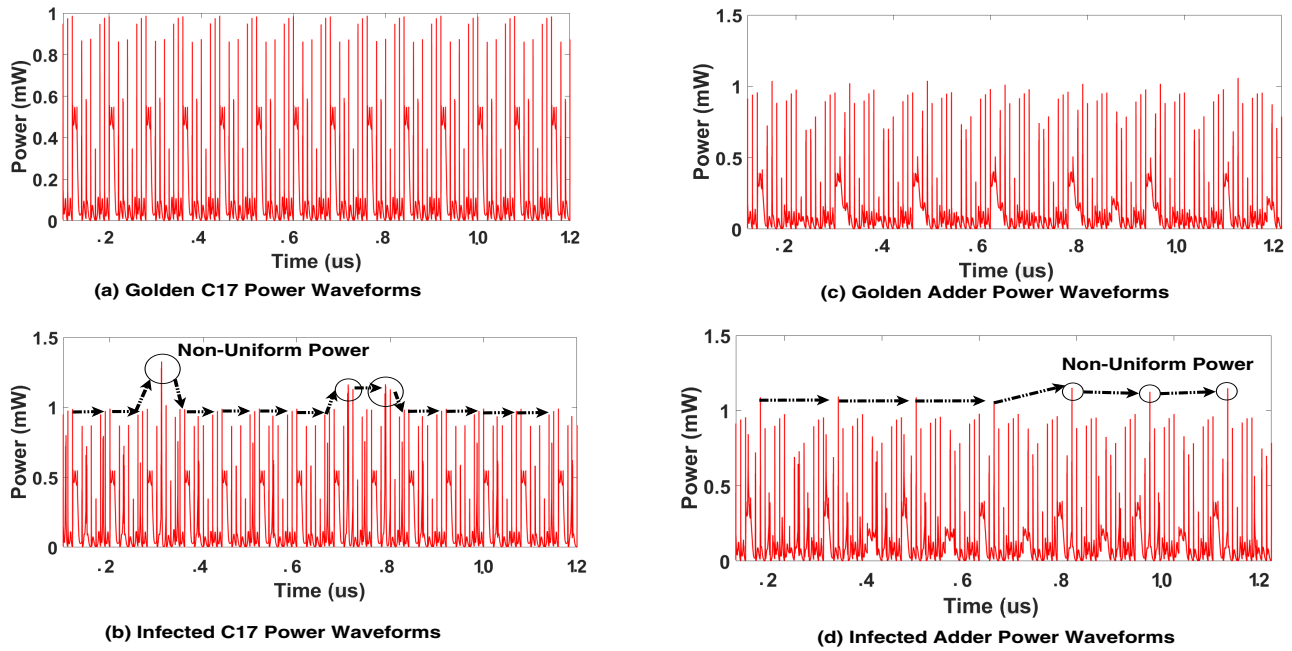 1
0.8
0.6
0.4
0.2
0
Power (mW)
.2 .4 .6 .8 1.0 1.2
Time (us)
(a) Golden C17 Power Waveforms
1.5
1
0.5
0
Power (mW)
.2 .4 .6 .8 1.0 1.2
Time (us)
(c) Golden Adder Power Waveforms
1.5
1
0.5
0
Power (mW)
Non-Uniform Power
.2 .4 .6 .8 1.0 1.2
Time (us)
(b) Infected C17 Power Waveforms
1.5
1
0.5
0
Power (mW)
Non-Uniform Power
.2 .4 .6 .8 1.0 1.2
Time (us)
(d) Infected Adder Power Waveforms